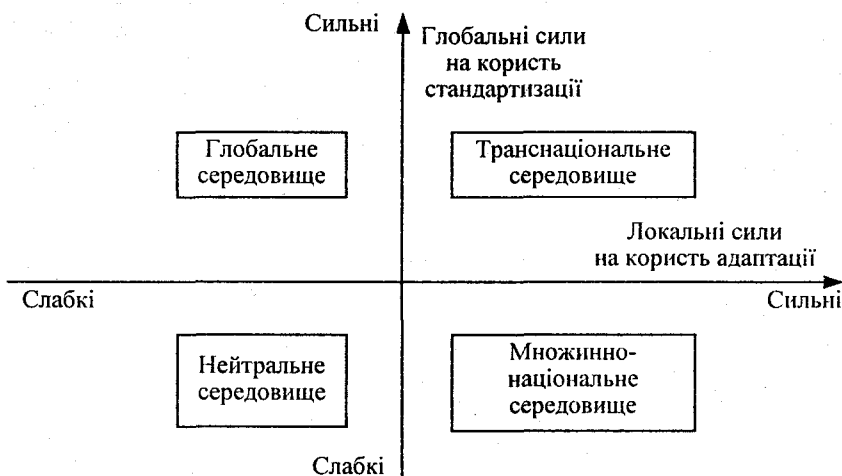 Сильні
Глобальні сили
на користь
стандартизації
Глобальне
середовище
Транснаціональне
середовище
Локальні сили
на користь адаптації
Слабкі
Сильні
Нейтральне
середовище
Множинно-
національне
середовище
Слабкі